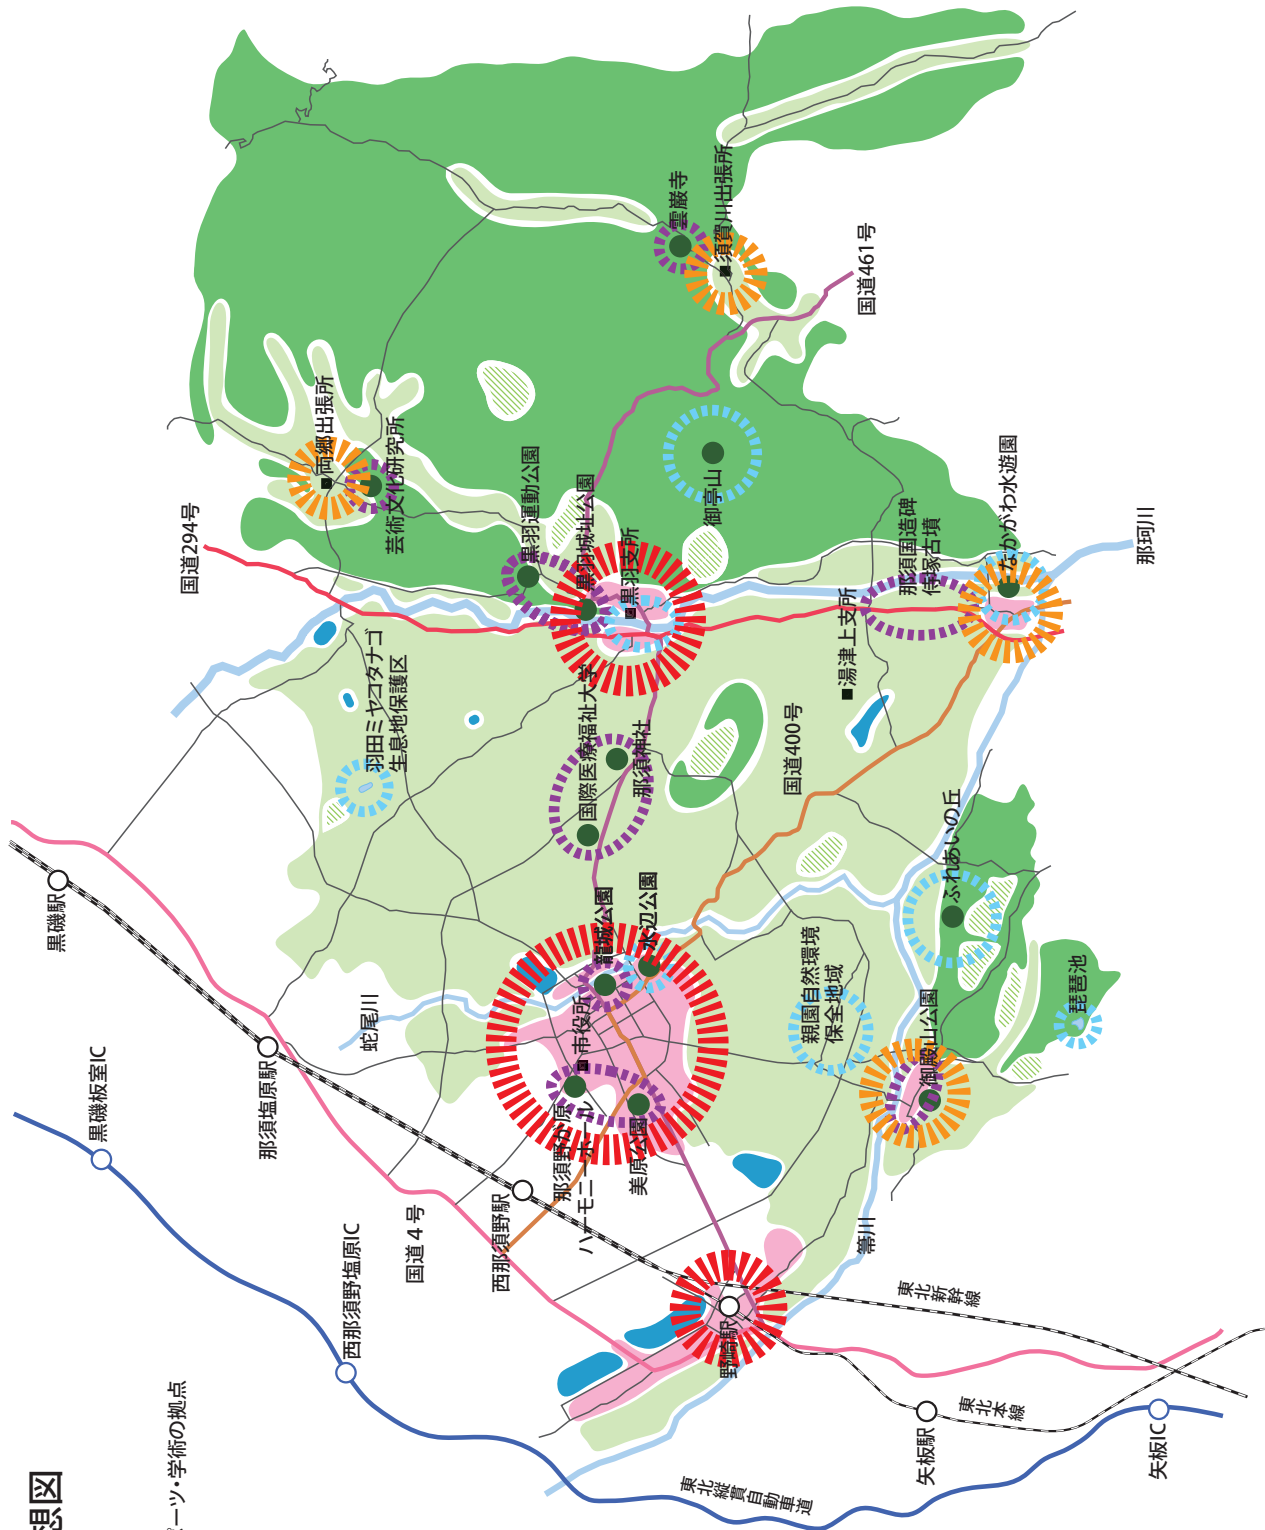 想図
ポーツ・学術の拠点
黒磯板室IC
西那須野塩原IC
矢板IC
東北縦貫自動車道
黒磯駅
那須塩原駅
西那須野駅
野崎駅
矢板駅
東北新幹線
東北本線
国道4号
国道294号
国道400号
国道461号
蛇尾川
箒川
那珂川
羽田ミヤコタナゴ
生息地保護区
両郷出張所
芸術文化研究所
黒羽運動公園
黒羽城址公園
黒羽支所
雲巌寺
須賀川出張所
御亭山
国際医療福祉大学
那須神社
龍城公園
水辺公園
市役所
那須野が原
ハーモニーホール
美原公園
湯津上支所
那須国造碑
侍塚古墳
なかがわ水遊園
ふれあいの丘
親園自然環境
保全地域
御殿山公園
琵琶池